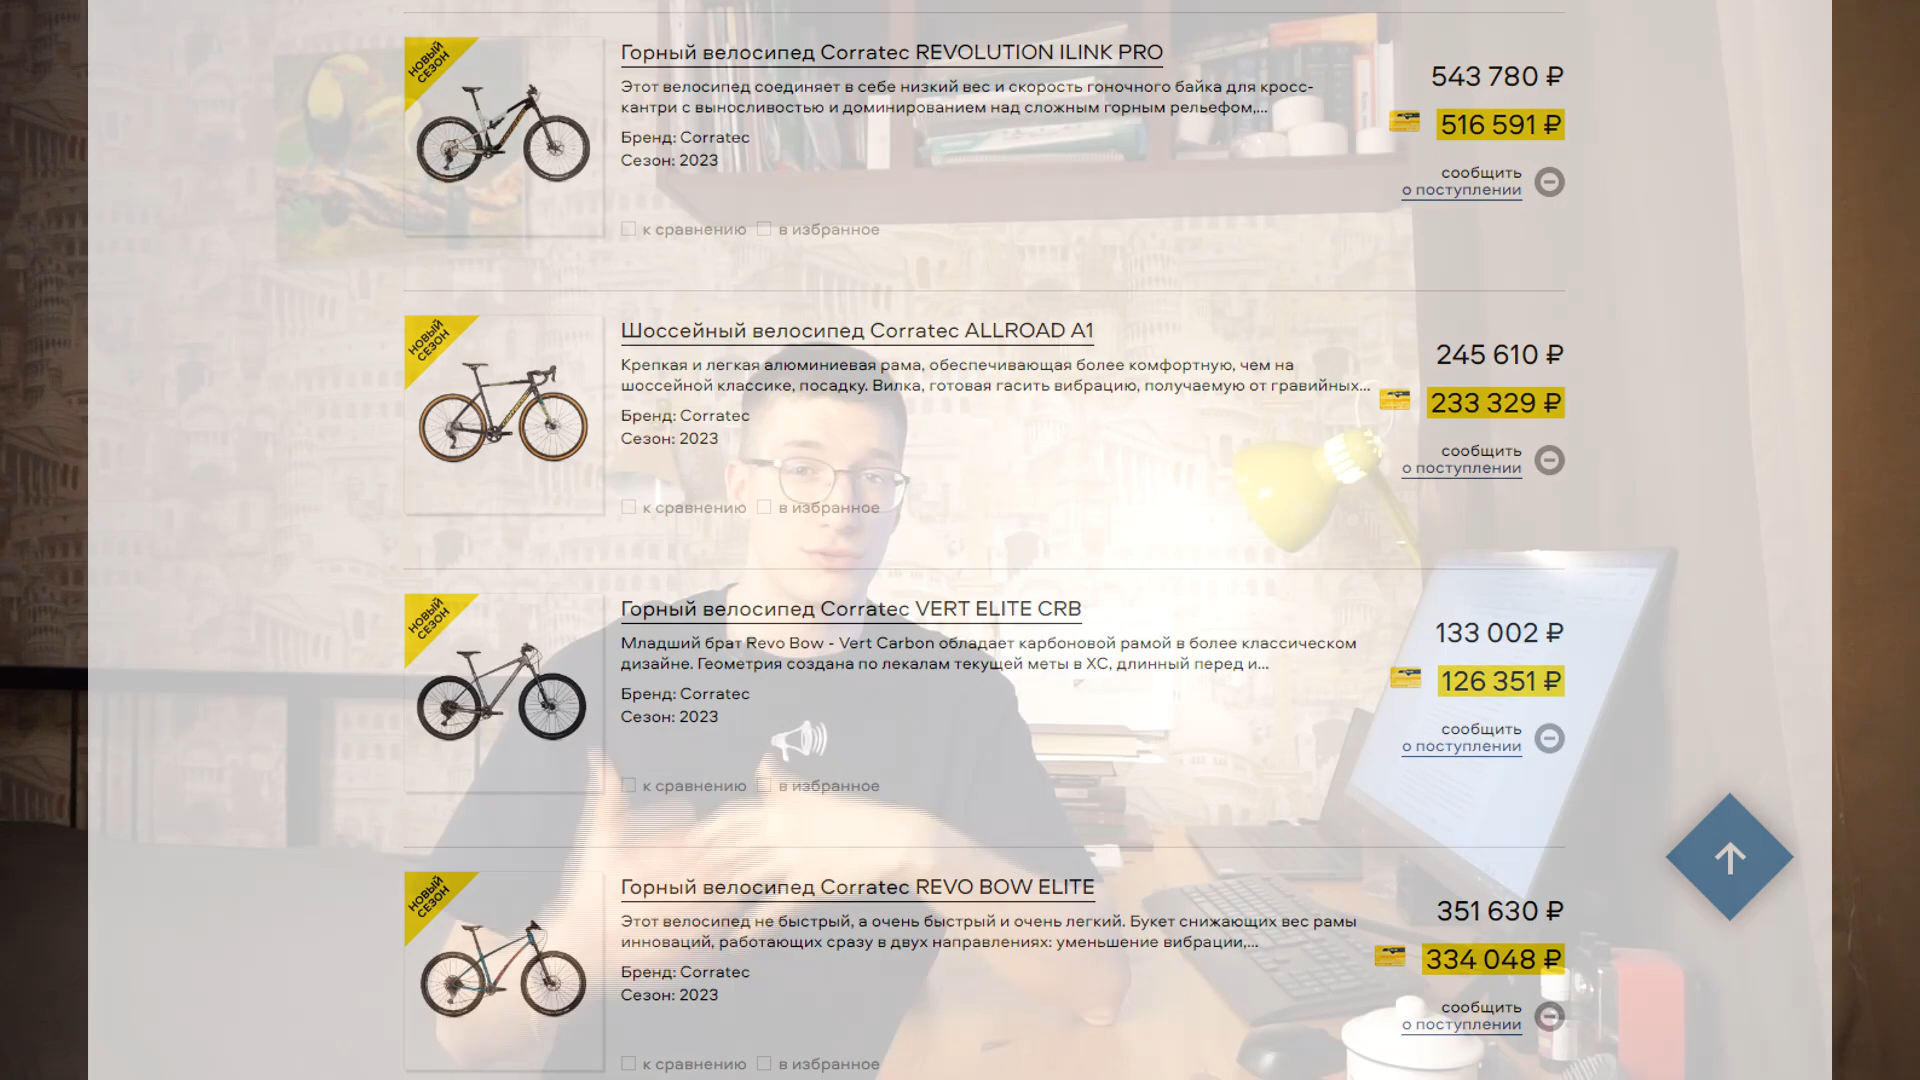 НОВЫЙ СЕЗОН
Горный велосипед Corratec REVOLUTION ILINK PRO
Этот велосипед соединяет в себе низкий вес и скорость гоночного байка для кросс-
кантри с выносливостью и доминированием над сложным горным рельефом,...
Бренд: Corratec
Сезон: 2023
543 780 ₽
516 591 ₽
сообщить
о поступлении
к сравнению в избранное
НОВЫЙ СЕЗОН
Шоссейный велосипед Corratec ALLROAD A1
Крепкая и легкая алюминиевая рама, обеспечивающая более комфортную, чем на
шоссейной классике, посадку. Вилка, готовая гасить вибрацию, получаемую от гравийных...
Бренд: Corratec
Сезон: 2023
245 610 ₽
233 329 ₽
сообщить
о поступлении
к сравнению в избранное
НОВЫЙ СЕЗОН
Горный велосипед Corratec VERT ELITE CRB
Младший брат Revo Bow - Vert Carbon обладает карбоновой рамой в более классическом
дизайне. Геометрия создана по лекалам текущей меты в XC, длинный перед и...
Бренд: Corratec
Сезон: 2023
133 002 ₽
126 351 ₽
сообщить
о поступлении
к сравнению в избранное
НОВЫЙ СЕЗОН
Горный велосипед Corratec REVO BOW ELITE
Этот велосипед не быстрый, а очень быстрый и очень легкий. Букет снижающих вес рамы
инноваций, работающих сразу в двух направлениях: уменьшение вибрации,...
Бренд: Corratec
Сезон: 2023
351 630 ₽
334 048 ₽
сообщить
о поступлении
к сравнению в избранное